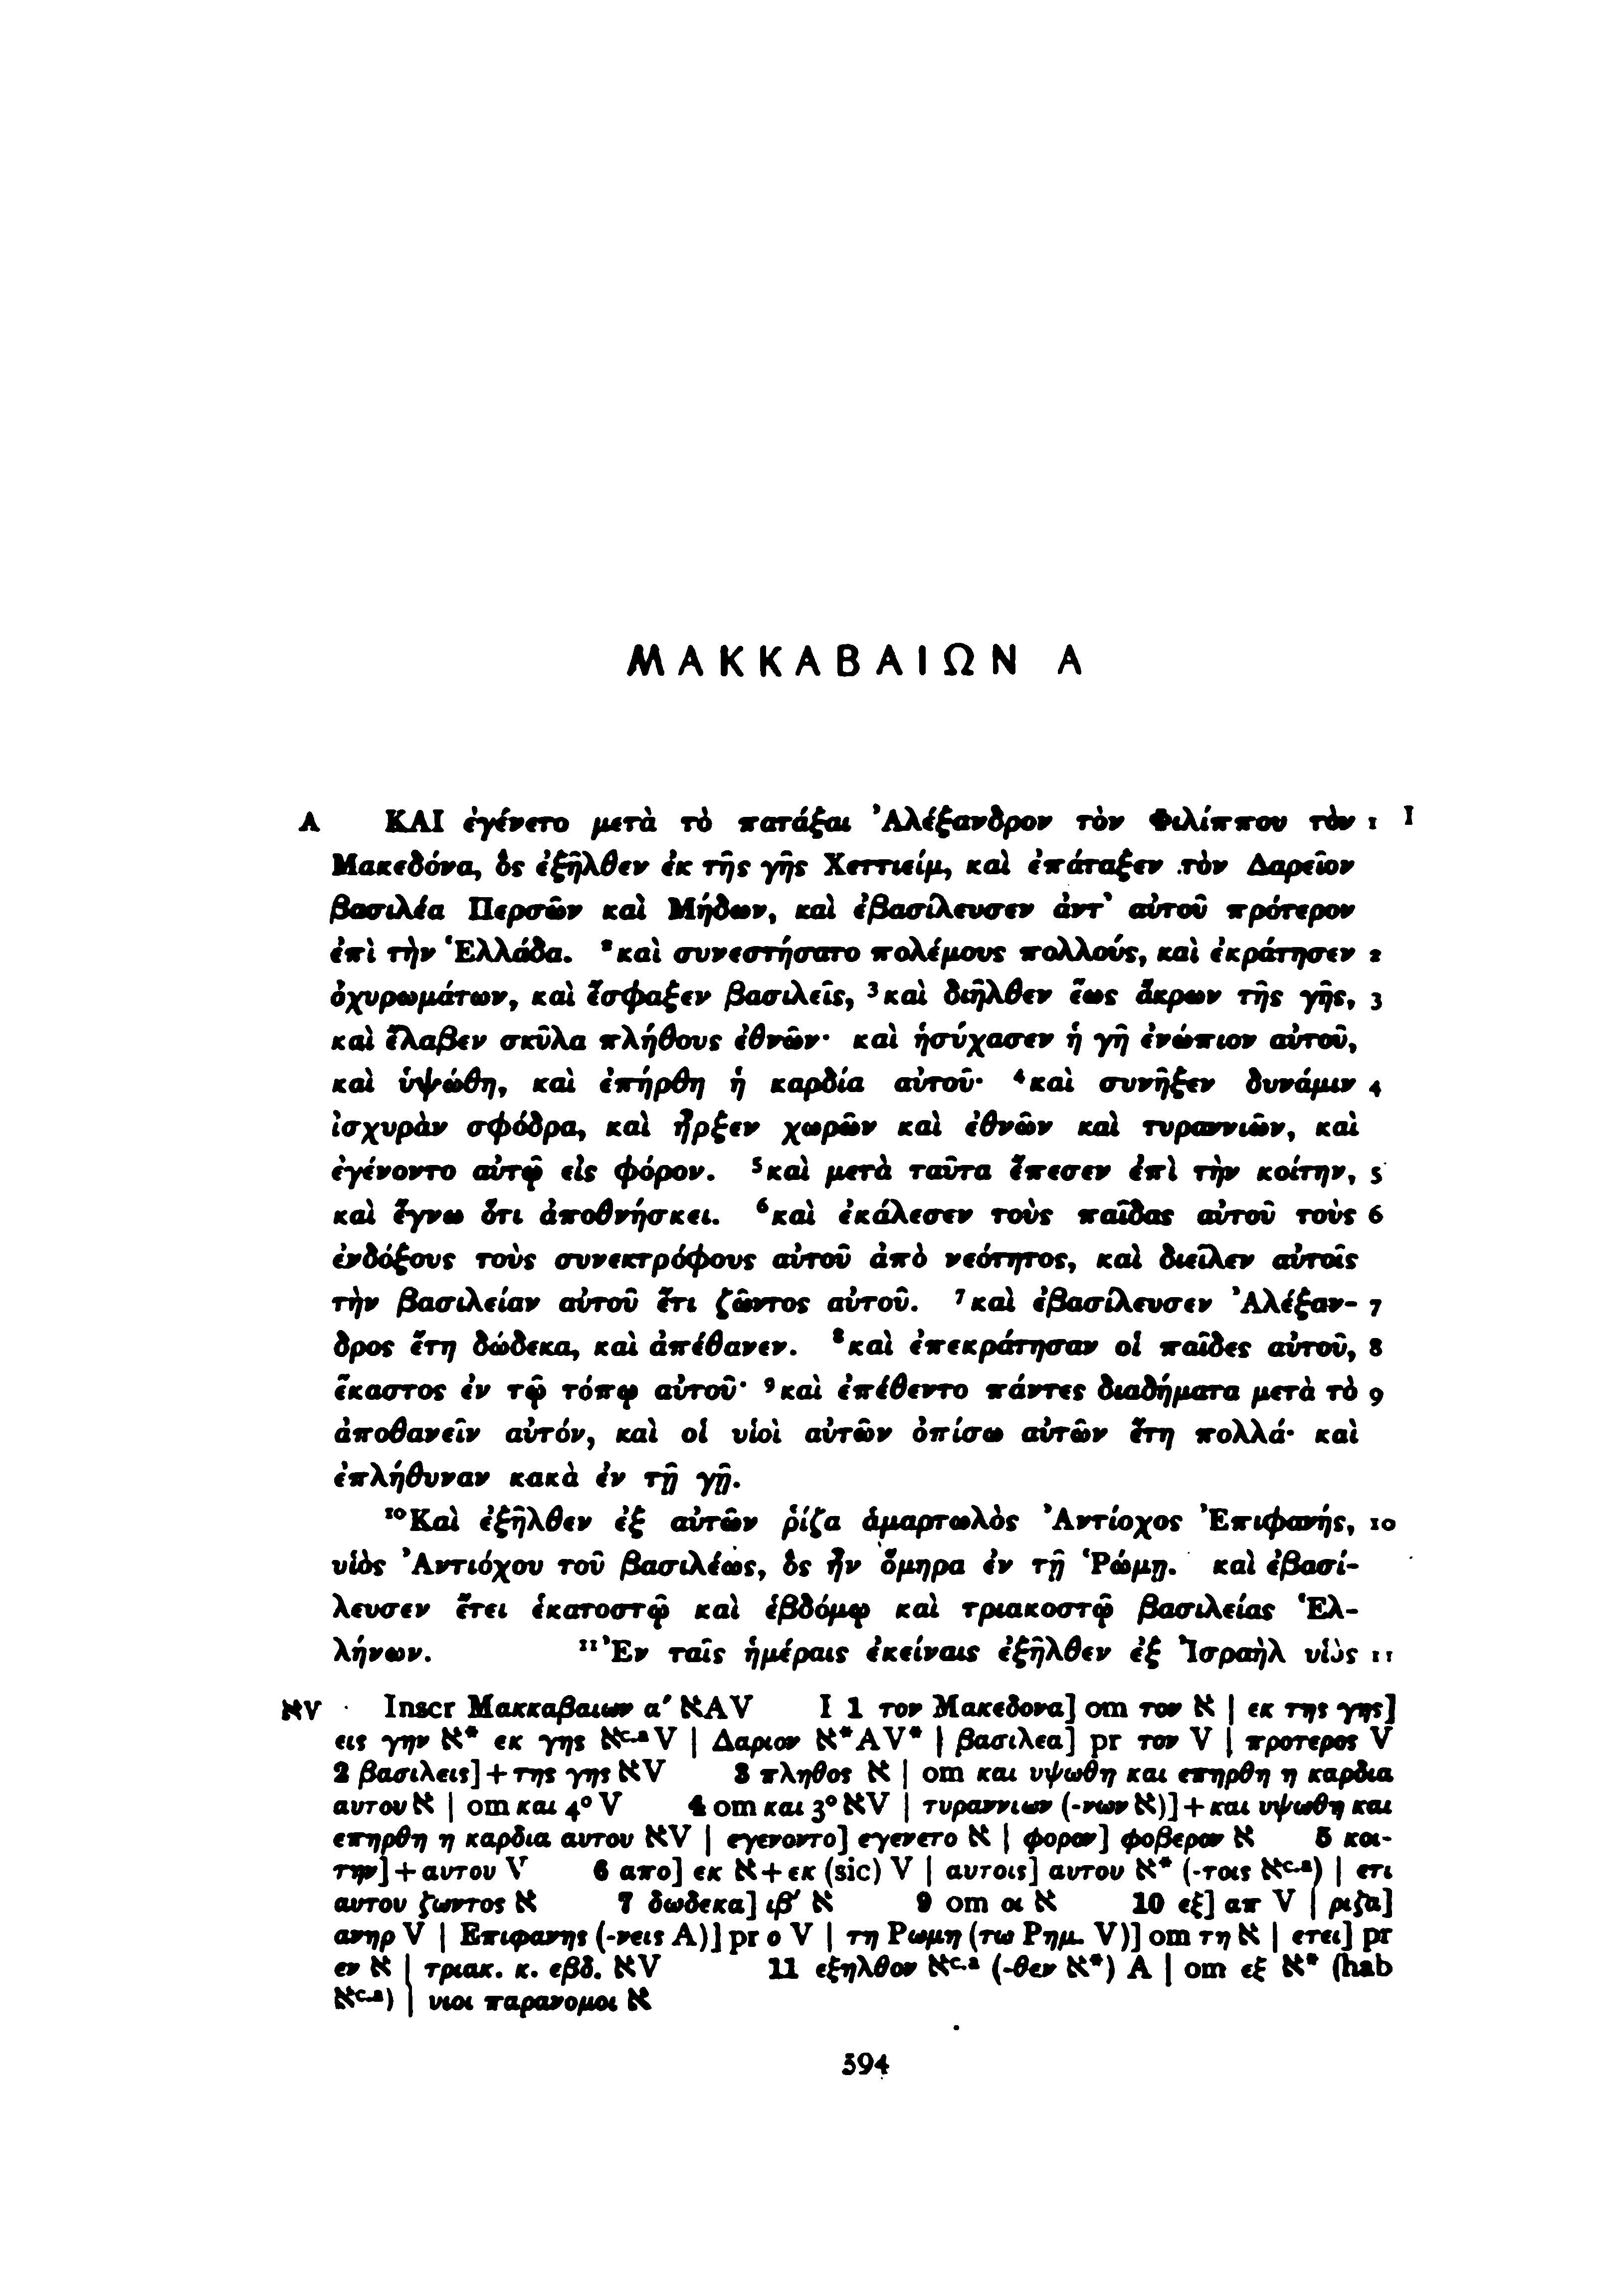 ΜΑΚΚΑΒΑΙΩΝ Α
A ΚΑΙ ἐγένετο μετὰ τὸ πατάξαι Ἀλέξανδρον τὸν Φιλίππου τὸν 1 I
Μακεδόνα, ὃς ἐξῆλθεν ἐκ τῆς γῆς Χεττιείμ, καὶ ἐπάταξεν τὸν Δαρεῖον
βασιλέα Περσῶν καὶ Μήδων, καὶ ἐβασίλευσεν ἀντ᾽ αὐτοῦ πρότερον
ἐπὶ τὴν Ἑλλάδα. ²καὶ συνεστήσατο πολέμους πολλούς, καὶ ἐκράτησεν 2
ὀχυρωμάτων, καὶ ἔσφαξεν βασιλεῖς, ³καὶ διῆλθεν ἕως ἄκρων τῆς γῆς, 3
καὶ ἔλαβεν σκῦλα πλήθους ἐθνῶν· καὶ ἡσύχασεν ἡ γῆ ἐνώπιον αὐτοῦ,
καὶ ὑψώθη, καὶ ἐπήρθη ἡ καρδία αὐτοῦ· ⁴καὶ συνῆξεν δυνάμιν 4
ἰσχυρὰν σφόδρα, καὶ ἦρξεν χωρῶν καὶ ἐθνῶν καὶ τυραννιῶν, καὶ
ἐγένοντο αὐτῷ εἰς φόρον. ⁵καὶ μετὰ ταῦτα ἔπεσεν ἐπὶ τὴν κοίτην, 5
καὶ ἔγνω ὅτι ἀποθνήσκει. ⁶καὶ ἐκάλεσεν τοὺς παῖδας αὐτοῦ τοὺς 6
ἐνδόξους τοὺς συνεκτρόφους αὐτοῦ ἀπὸ νεότητος, καὶ διεῖλεν αὐτοῖς
τὴν βασιλείαν αὐτοῦ ἔτι ζῶντος αὐτοῦ. ⁷καὶ ἐβασίλευσεν Ἀλέξαν- 7
δρος ἔτη δώδεκα, καὶ ἀπέθανεν. ⁸καὶ ἐπεκράτησαν οἱ παῖδες αὐτοῦ, 8
ἕκαστος ἐν τῷ τόπῳ αὐτοῦ· ⁹καὶ ἐπέθεντο πάντες διαδήματα μετὰ τὸ 9
ἀποθανεῖν αὐτόν, καὶ οἱ υἱοὶ αὐτῶν ὀπίσω αὐτῶν ἔτη πολλά· καὶ
ἐπλήθυναν κακὰ ἐν τῇ γῇ.
¹⁰Καὶ ἐξῆλθεν ἐξ αὐτῶν ῥίζα ἁμαρτωλὸς Ἀντίοχος Ἐπιφανής, 10
υἱὸς Ἀντιόχου τοῦ βασιλέως, ὃς ἦν ὅμηρα ἐν τῇ Ῥώμῃ. καὶ ἐβασί-
λευσεν ἔτει ἑκατοστῷ καὶ ἑβδόμῳ καὶ τριακοστῷ βασιλείας Ἑλ-
λήνων. ¹¹Ἐν ταῖς ἡμέραις ἐκείναις ἐξῆλθεν ἐξ Ἰσραὴλ υἱὸς 11
אV Inscr Μακκαβαιων α′ אAV I 1 τον Μακεδονα] om τον א | εκ της γης]
εις γην א* εκ γης אᶜ·ᵃV | Δαριον א*AV* | βασιλεα] pr τον V | προτερος V
2 βασιλεις]+της γης אV 3 πληθος א | om και υψωθη και επηρθη η καρδια
αυτου א | om και 4° V 4 om και 3° אV | τυραννιων (-νων א)]+και υψωθη και
επηρθη η καρδια αυτου אV | εγενοντο] εγενετο א | φορον] φοβερον א 5 κοι-
την]+αυτου V 6 απο] εκ א+εκ (sic) V | αυτοις] αυτου א* (-τοις אᶜ·ᵃ) | ετι
αυτου ζωντος א 7 δωδεκα] ιβ′ א 9 om οι א 10 εξ] απ V | ριζα]
ανηρ V | Επιφανης (-νεις A)] pr ο V | τη Ρωμη (τω Ρημ. V)] om τη א | ετει] pr
εν א | τριακ. κ. εβδ. אV 11 εξηλθον אᶜ·ᵃ (-θεν א*) A | om εξ א* (hab
אᶜ·ᵃ) | υιοι παρανομοι א
594